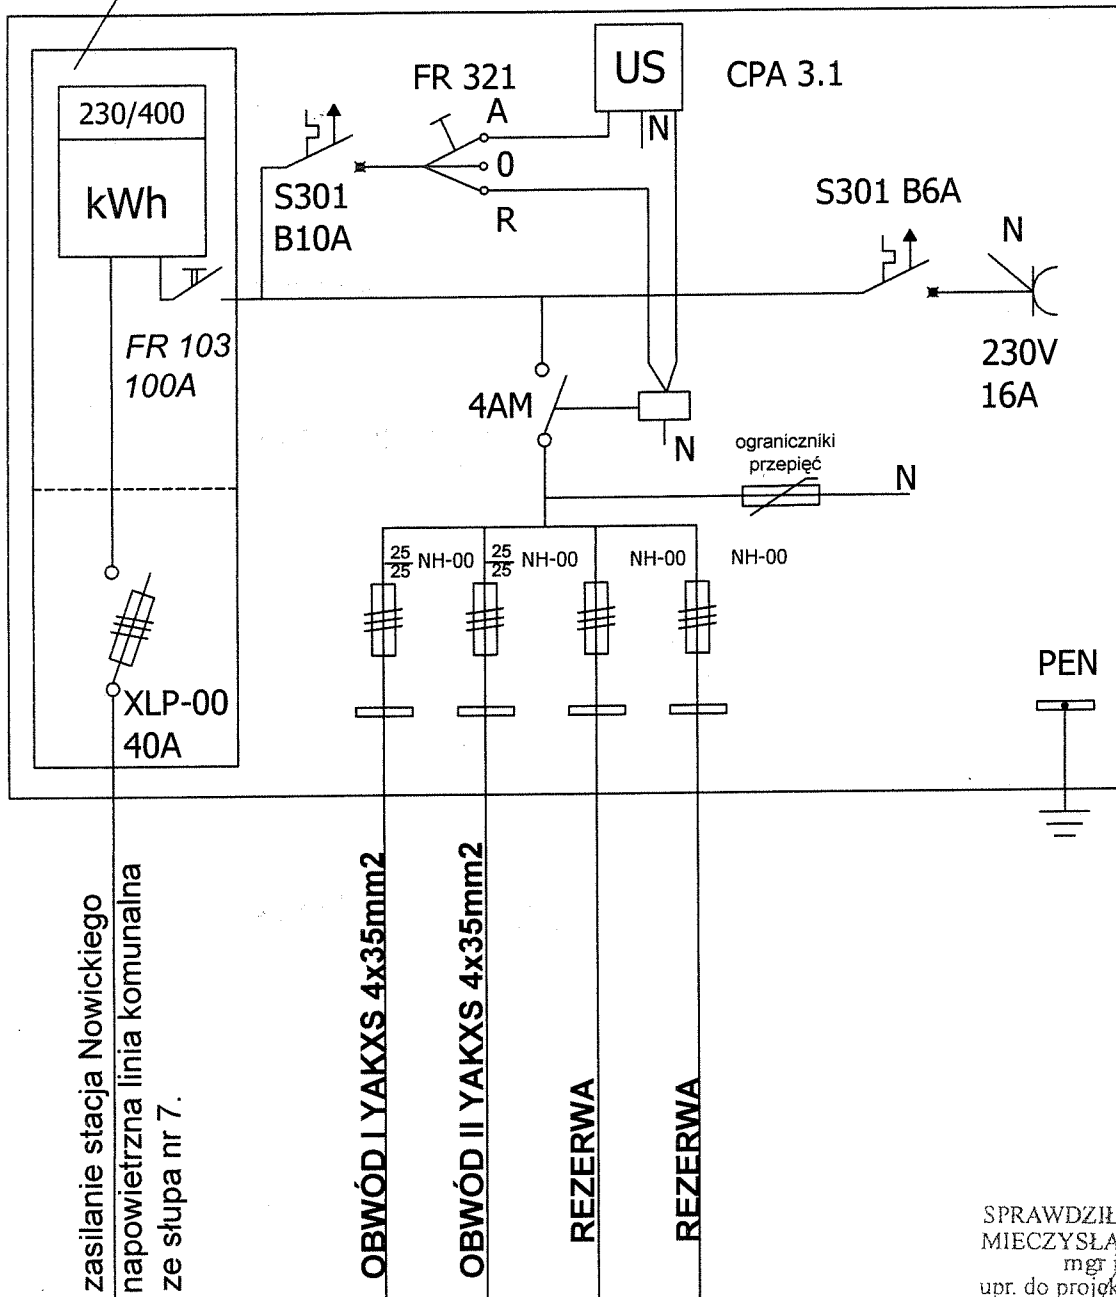 US
CPA 3.1
FR 321
230/400
kWh
A
N
0
R
S301
B10A
S301 B6A
N
FR 103
100A
230V
16A
4AM
N
ograniczniki
przepięć
N
25
25
NH-00
25
25
NH-00
NH-00
NH-00
PEN
XLP-00
40A
zasilanie stacja Nowickiego
napowietrzna linia komunalna
ze słupa nr 7.
OBWÓD I YAKXS 4x35mm2
OBWÓD II YAKXS 4x35mm2
REZERWA
REZERWA
SPRAWDZIŁ
MIECZYSŁA
mgr
upr. do projek